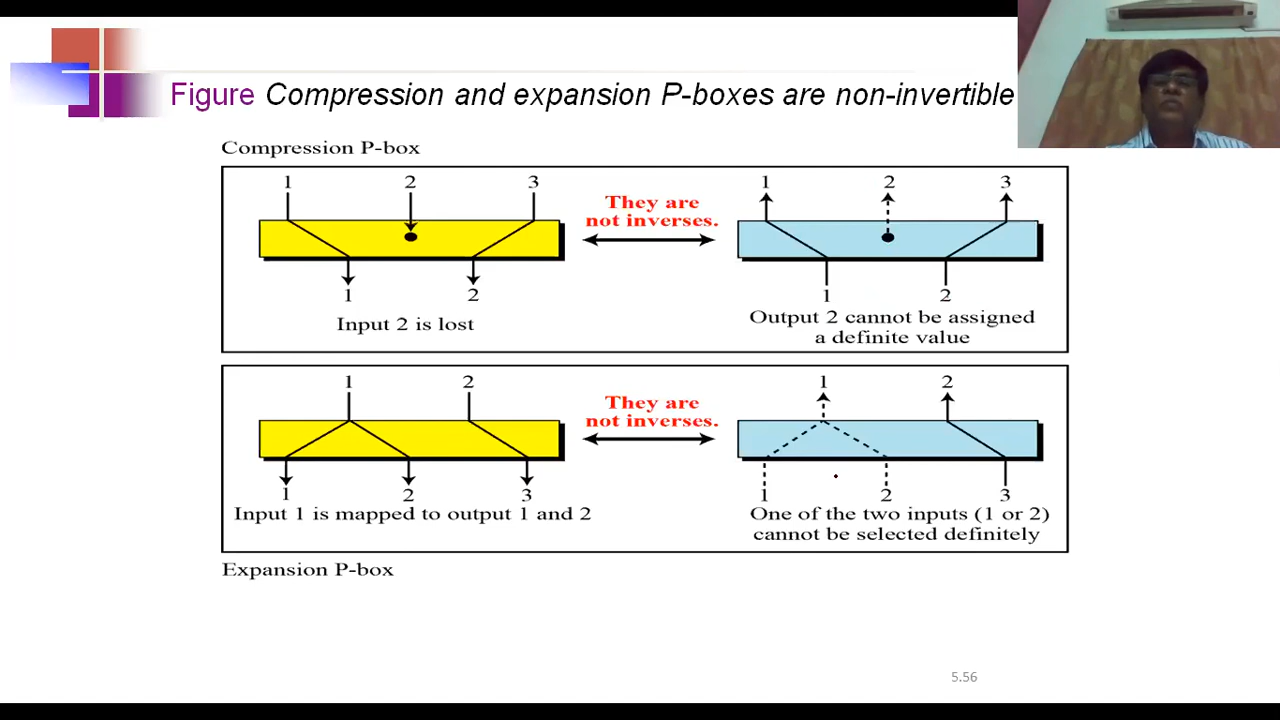 Figure Compression and expansion P-boxes are non-invertible
Compression P-box
1 2 3
They are
not inverses.
1 2 3
1 2
Input 2 is lost
1 2
Output 2 cannot be assigned
a definite value
1 2
They are
not inverses.
1 2
1 2 3
Input 1 is mapped to output 1 and 2
1 2 3
One of the two inputs (1 or 2)
cannot be selected definitely
Expansion P-box
5.56